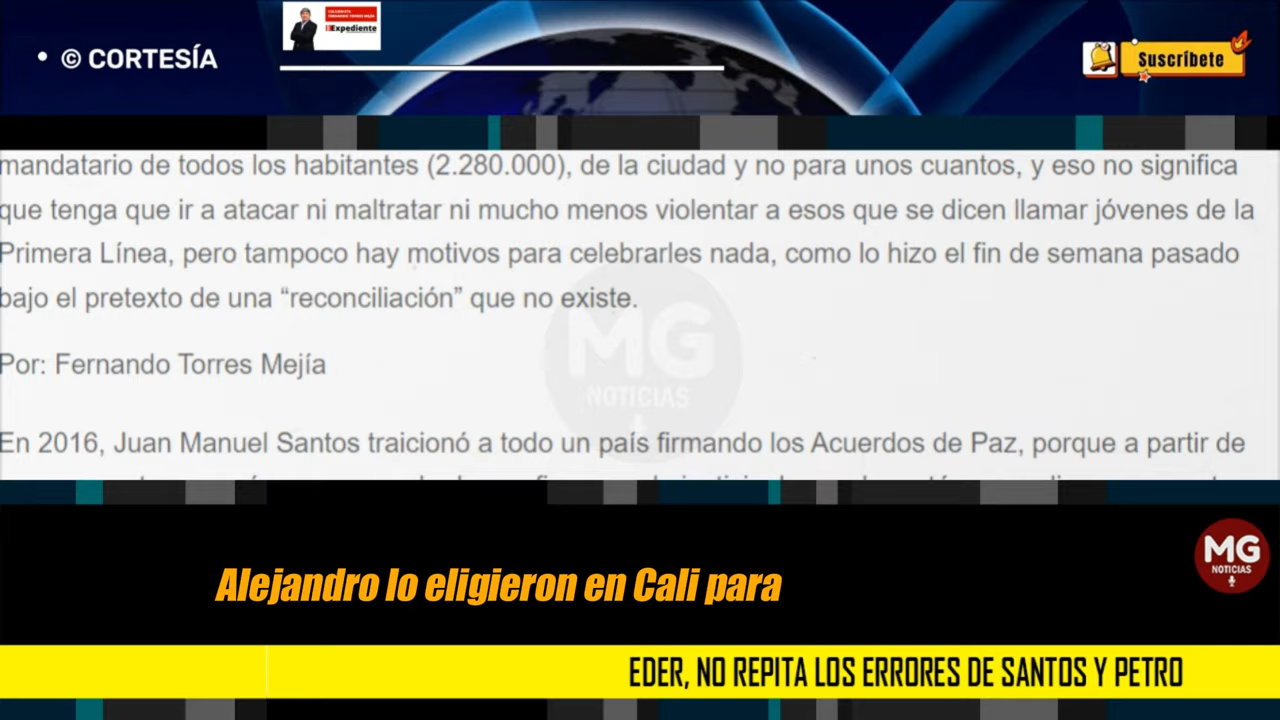 • © CORTESÍA
FERNANDO TORRES MEJÍA
Expediente
Suscríbete
mandatario de todos los habitantes (2.280.000), de la ciudad y no para unos cuantos, y eso no significa
que tenga que ir a atacar ni maltratar ni mucho menos violentar a esos que se dicen llamar jóvenes de la
Primera Línea, pero tampoco hay motivos para celebrarles nada, como lo hizo el fin de semana pasado
bajo el pretexto de una “reconciliación” que no existe.
MG
NOTICIAS
Por: Fernando Torres Mejía
En 2016, Juan Manuel Santos traicionó a todo un país firmando los Acuerdos de Paz, porque a partir de
Alejandro lo eligieron en Cali para
MG
NOTICIAS
EDER, NO REPITA LOS ERRORES DE SANTOS Y PETRO